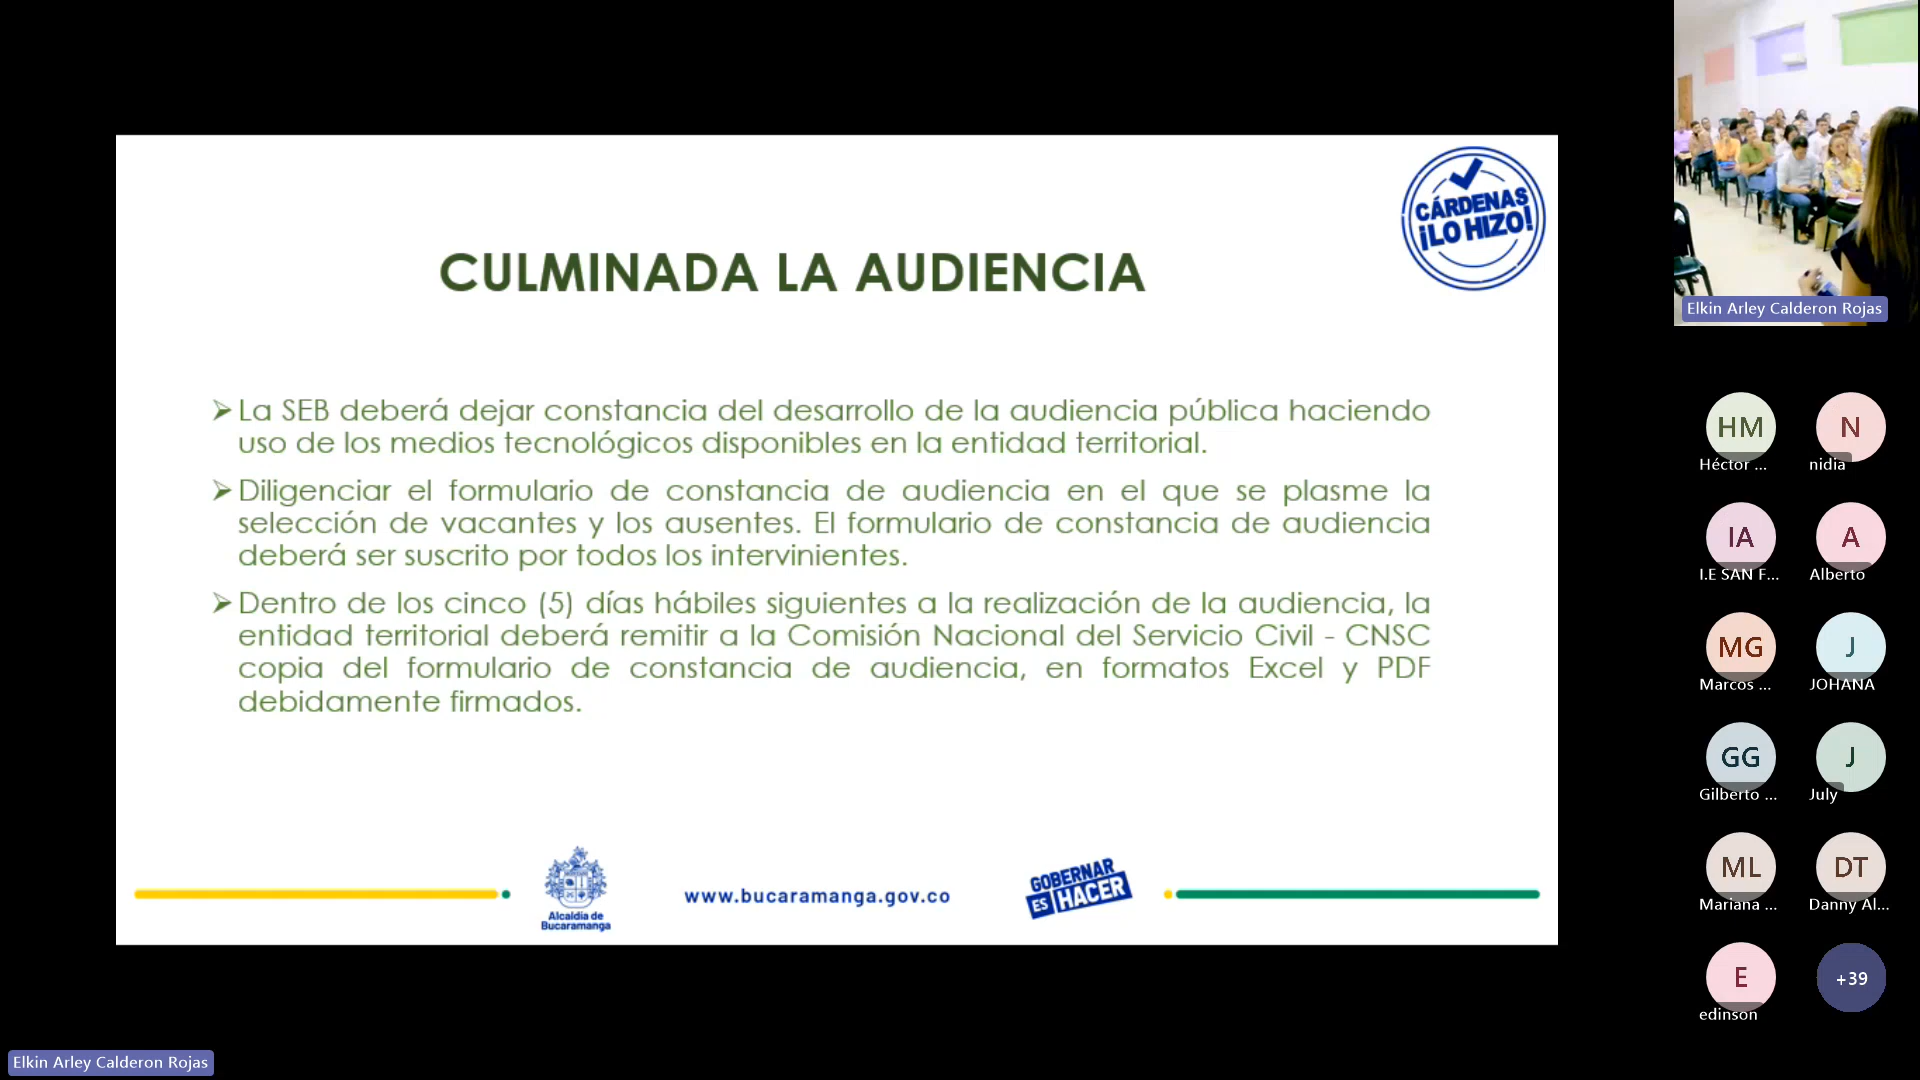 CÁRDENAS
¡LO HIZO!
CULMINADA LA AUDIENCIA
➢La SEB deberá dejar constancia del desarrollo de la audiencia pública haciendo
uso de los medios tecnológicos disponibles en la entidad territorial.
➢Diligenciar el formulario de constancia de audiencia en el que se plasme la
selección de vacantes y los ausentes. El formulario de constancia de audiencia
deberá ser suscrito por todos los intervinientes.
➢Dentro de los cinco (5) días hábiles siguientes a la realización de la audiencia, la
entidad territorial deberá remitir a la Comisión Nacional del Servicio Civil - CNSC
copia del formulario de constancia de audiencia, en formatos Excel y PDF
debidamente firmados.
Alcaldía de
Bucaramanga
www.bucaramanga.gov.co
GOBERNAR
ES HACER
Elkin Arley Calderon Rojas
HM N
Héctor ... nidia
IA A
I.E SAN F... Alberto
MG J
Marcos ... JOHANA
GG J
Gilberto ... July
ML DT
Mariana ... Danny Al...
E +39
edinson
Elkin Arley Calderon Rojas